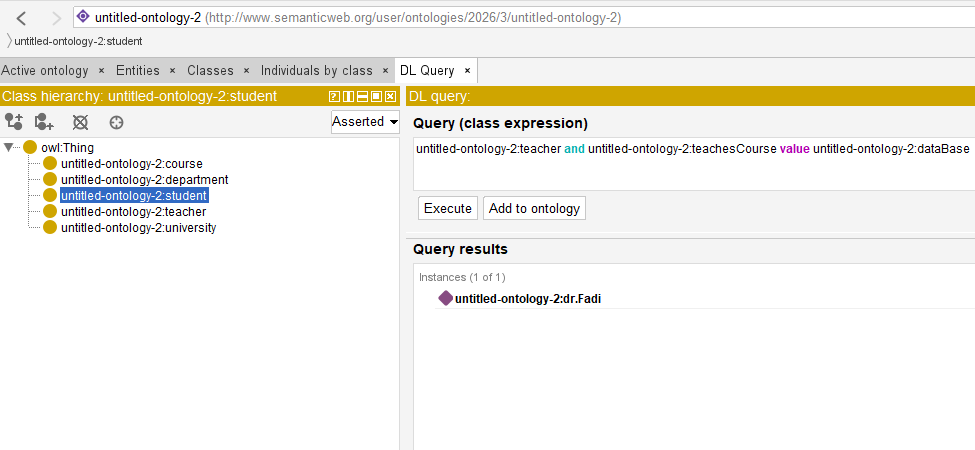 untitled-ontology-2 (http://www.semanticweb.org/user/ontologies/2026/3/untitled-ontology-2)
untitled-ontology-2:student
Active ontology × Entities × Classes × Individuals by class × DL Query ×
Class hierarchy: untitled-ontology-2:student
Asserted
owl:Thing
untitled-ontology-2:course
untitled-ontology-2:department
untitled-ontology-2:student
untitled-ontology-2:teacher
untitled-ontology-2:university
DL query:
Query (class expression)
untitled-ontology-2:teacher and untitled-ontology-2:teachesCourse value untitled-ontology-2:dataBase
Execute Add to ontology
Query results
Instances (1 of 1)
untitled-ontology-2:dr.Fadi